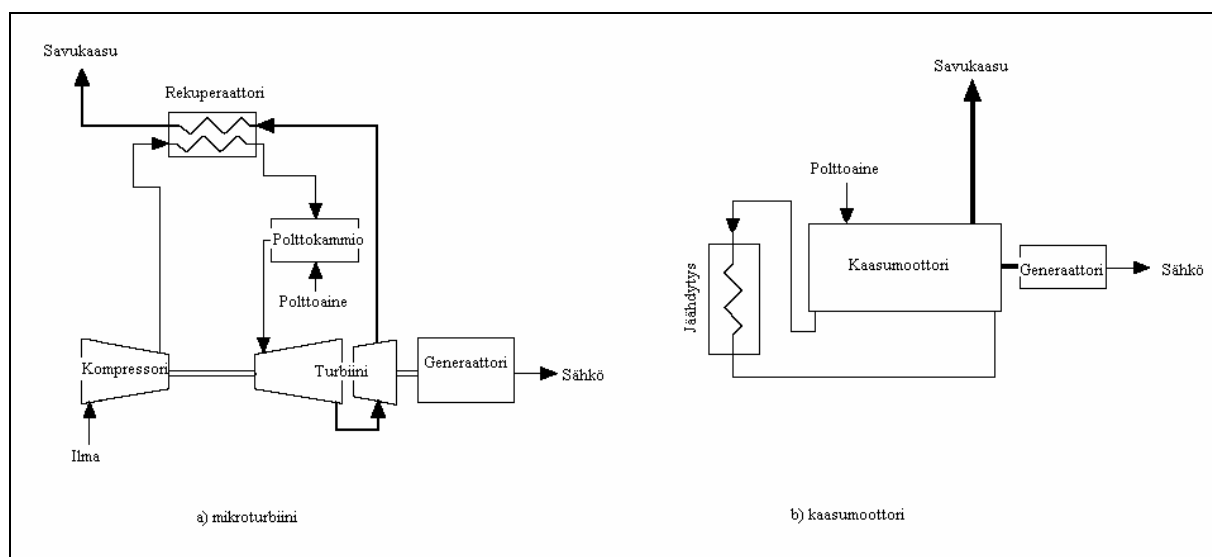 Savukaasu
Rekuperaattori
Polttokammio
Polttoaine
Kompressori
Turbiini
Generaattori
Sähkö
Ilma
a) mikroturbiini
Savukaasu
Polttoaine
Kaasumoottori
Generaattori
Sähkö
Jäähdytys
b) kaasumoottori